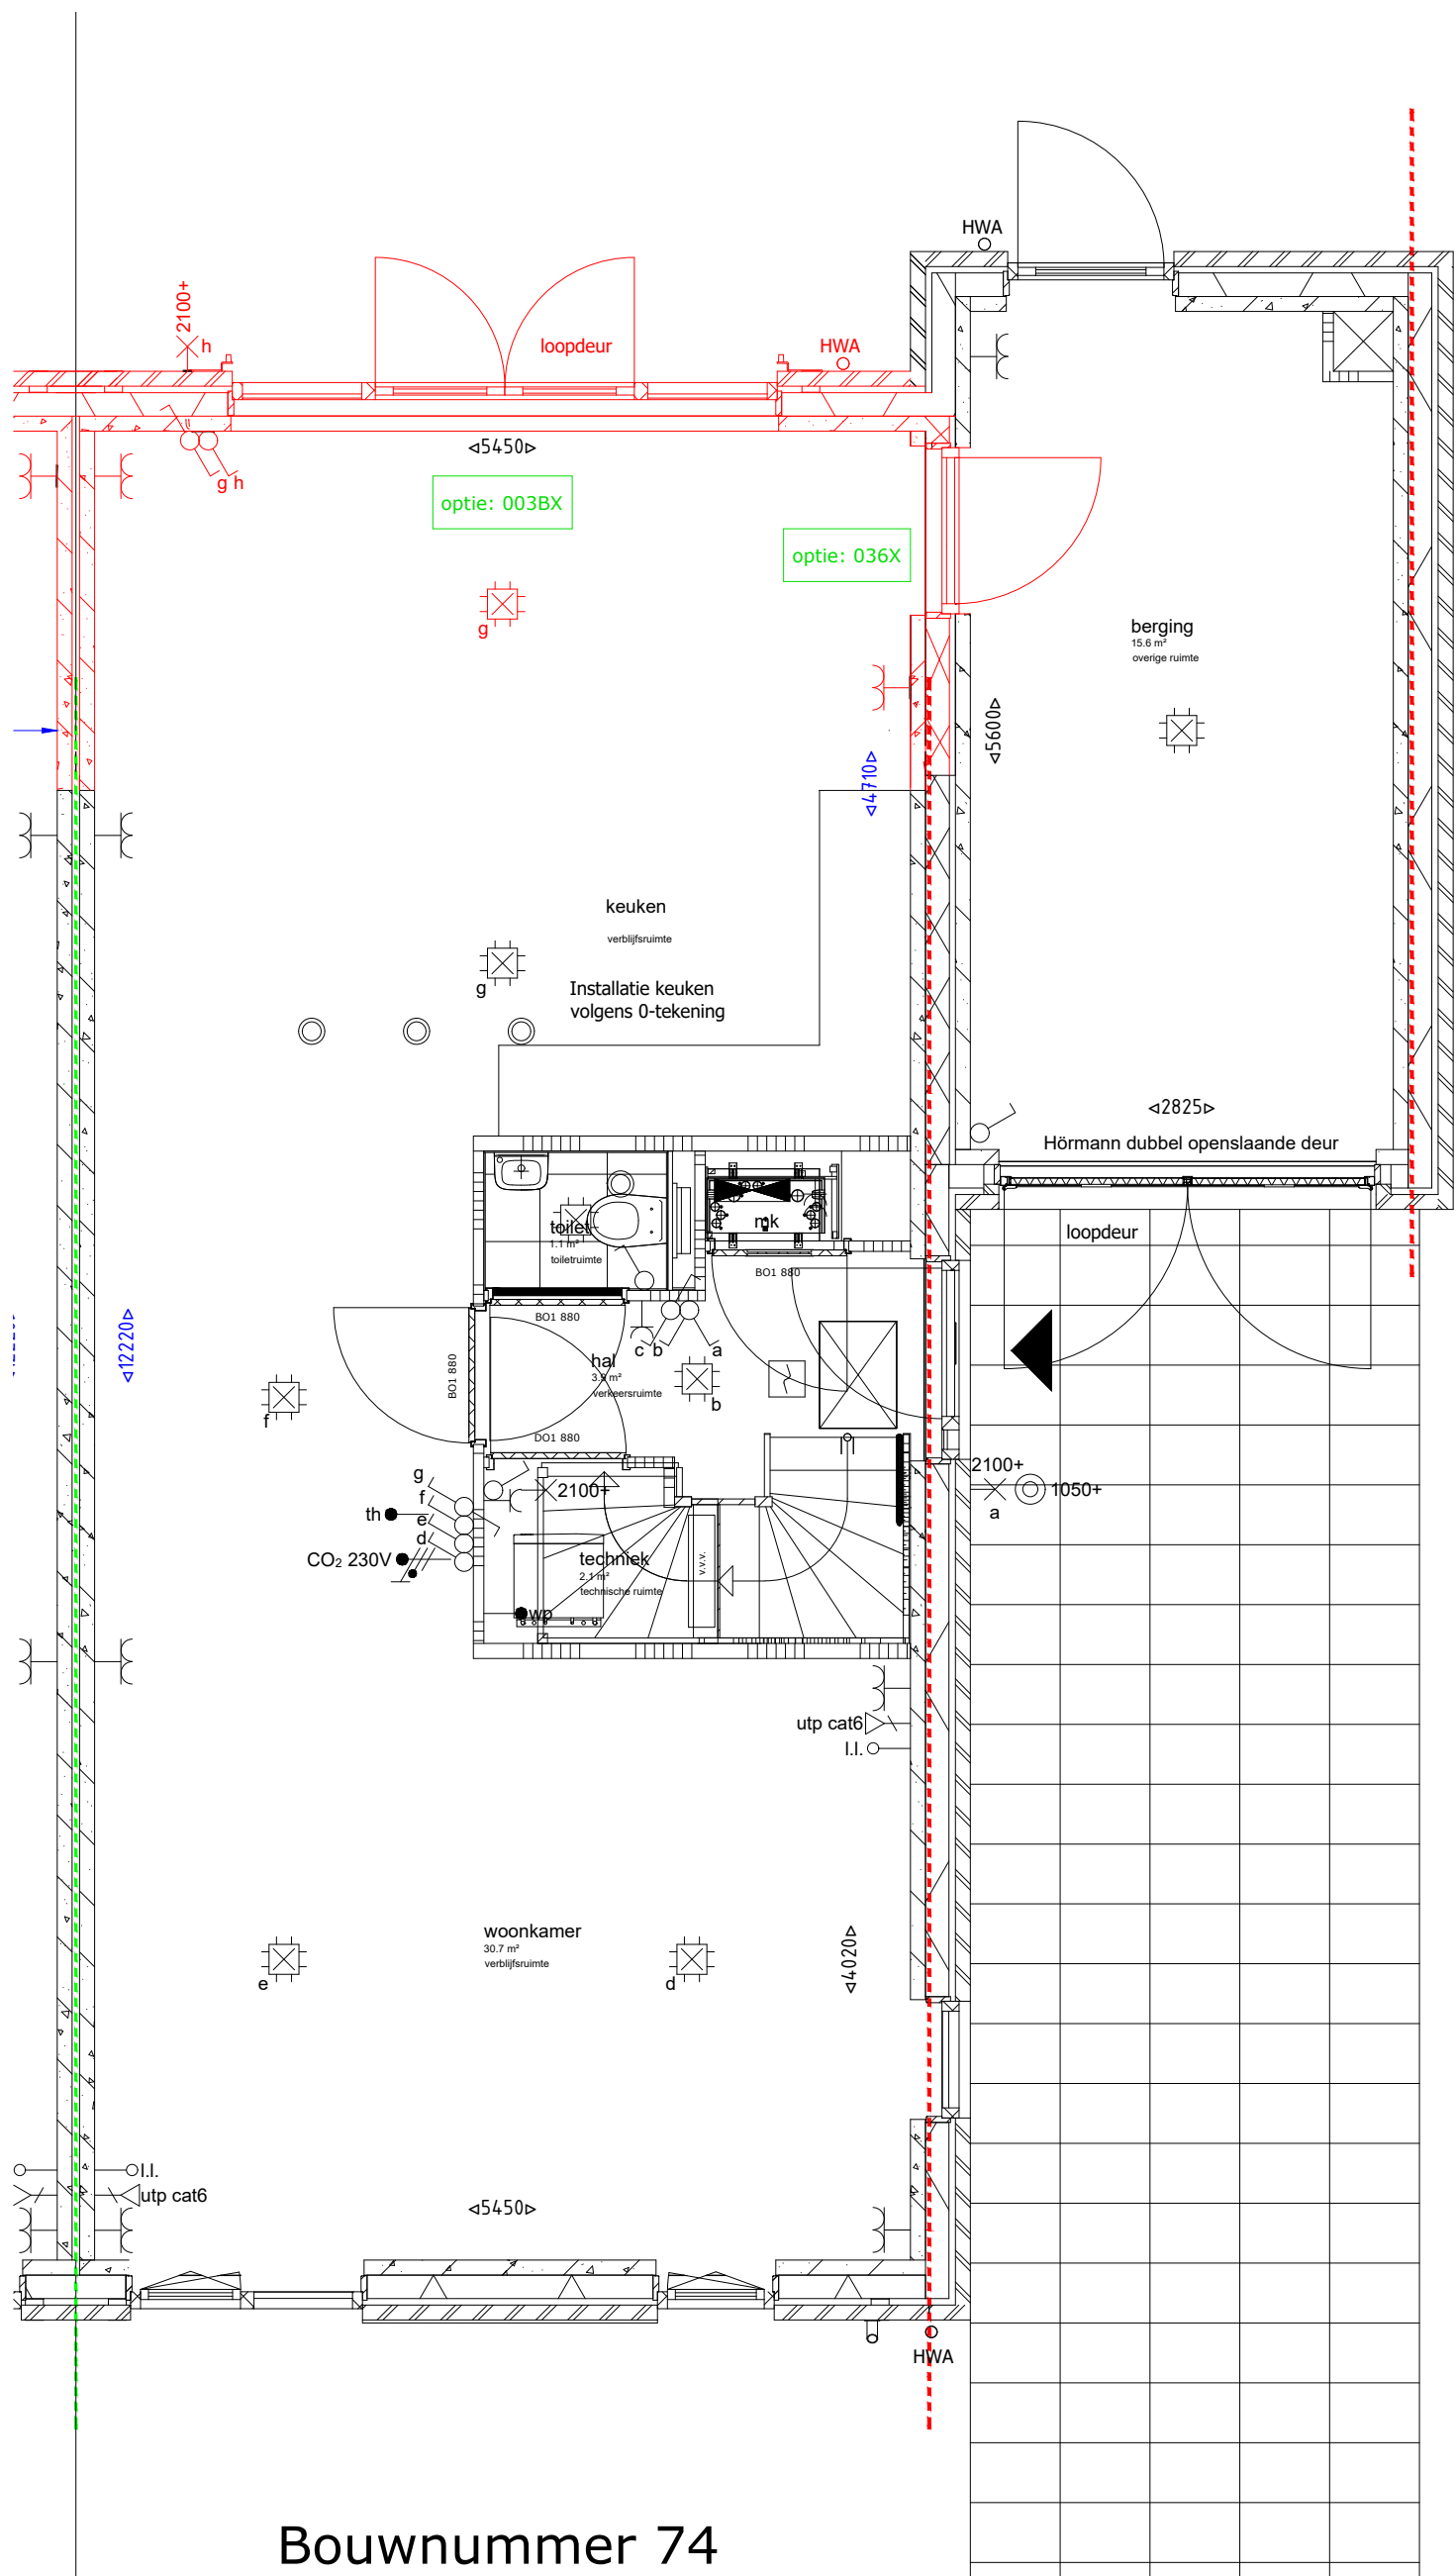 HWA
2100+
h
loopdeur
HWA
5450
g h
optie: 003BX
optie: 036X
g
berging
15.6 m²
overige ruimte
5600
4710
keuken
verblijfsruimte
g
Installatie keuken
volgens 0-tekening
2825
Hörmann dubbel openslaande deur
loopdeur
toilet
1.1 m²
toiletruimte
mk
BO1 880
BO1 880
12220
c b a
hal
3.9 m²
verkeersruimte
b
BO1 880
f
DO1 880
g
f
e
d
th
2100+
CO₂ 230V
techniek
2.1 m²
technische ruimte
v.v.v.
wp
2100+
a
1050+
utp cat6
l.l.
woonkamer
30.7 m²
verblijfsruimte
e
d
4020
l.l.
utp cat6
5450
HWA
Bouwnummer 74